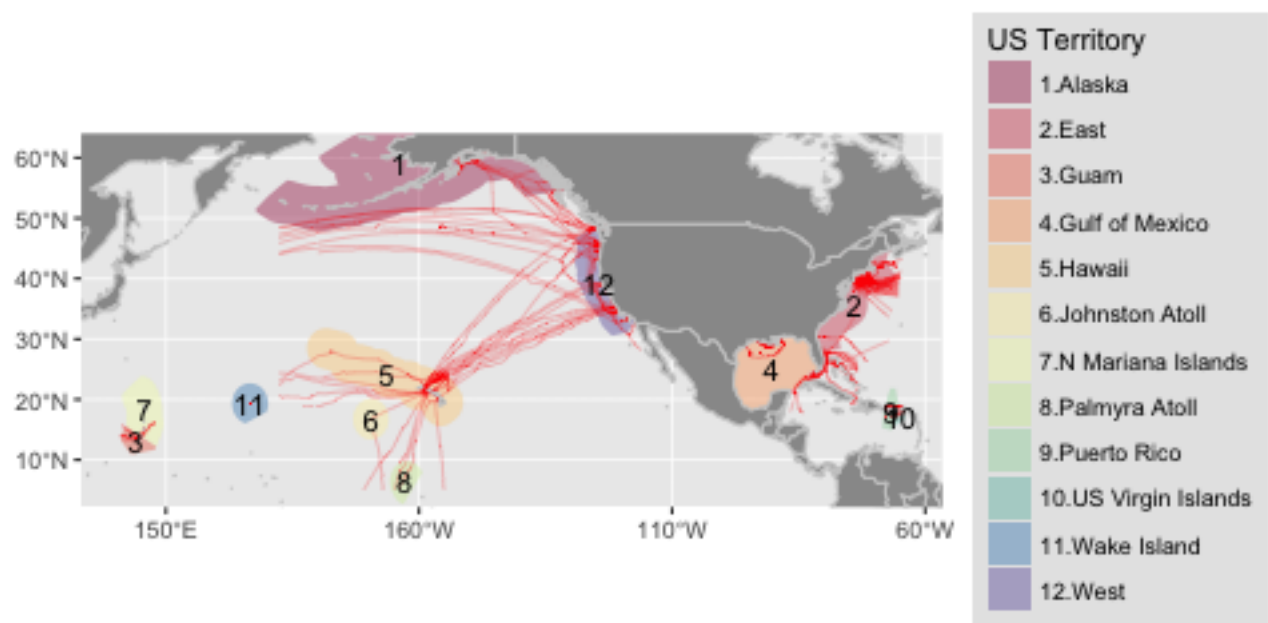 US Territory
1.Alaska
2.East
3.Guam
4.Gulf of Mexico
5.Hawaii
6.Johnston Atoll
7.N Mariana Islands
8.Palmyra Atoll
9.Puerto Rico
10.US Virgin Islands
11.Wake Island
12.West
60°N
50°N
40°N
30°N
20°N
10°N
1
12
2
4
5
7
11
6
9
10
3
8
150°E
160°W
110°W
60°W